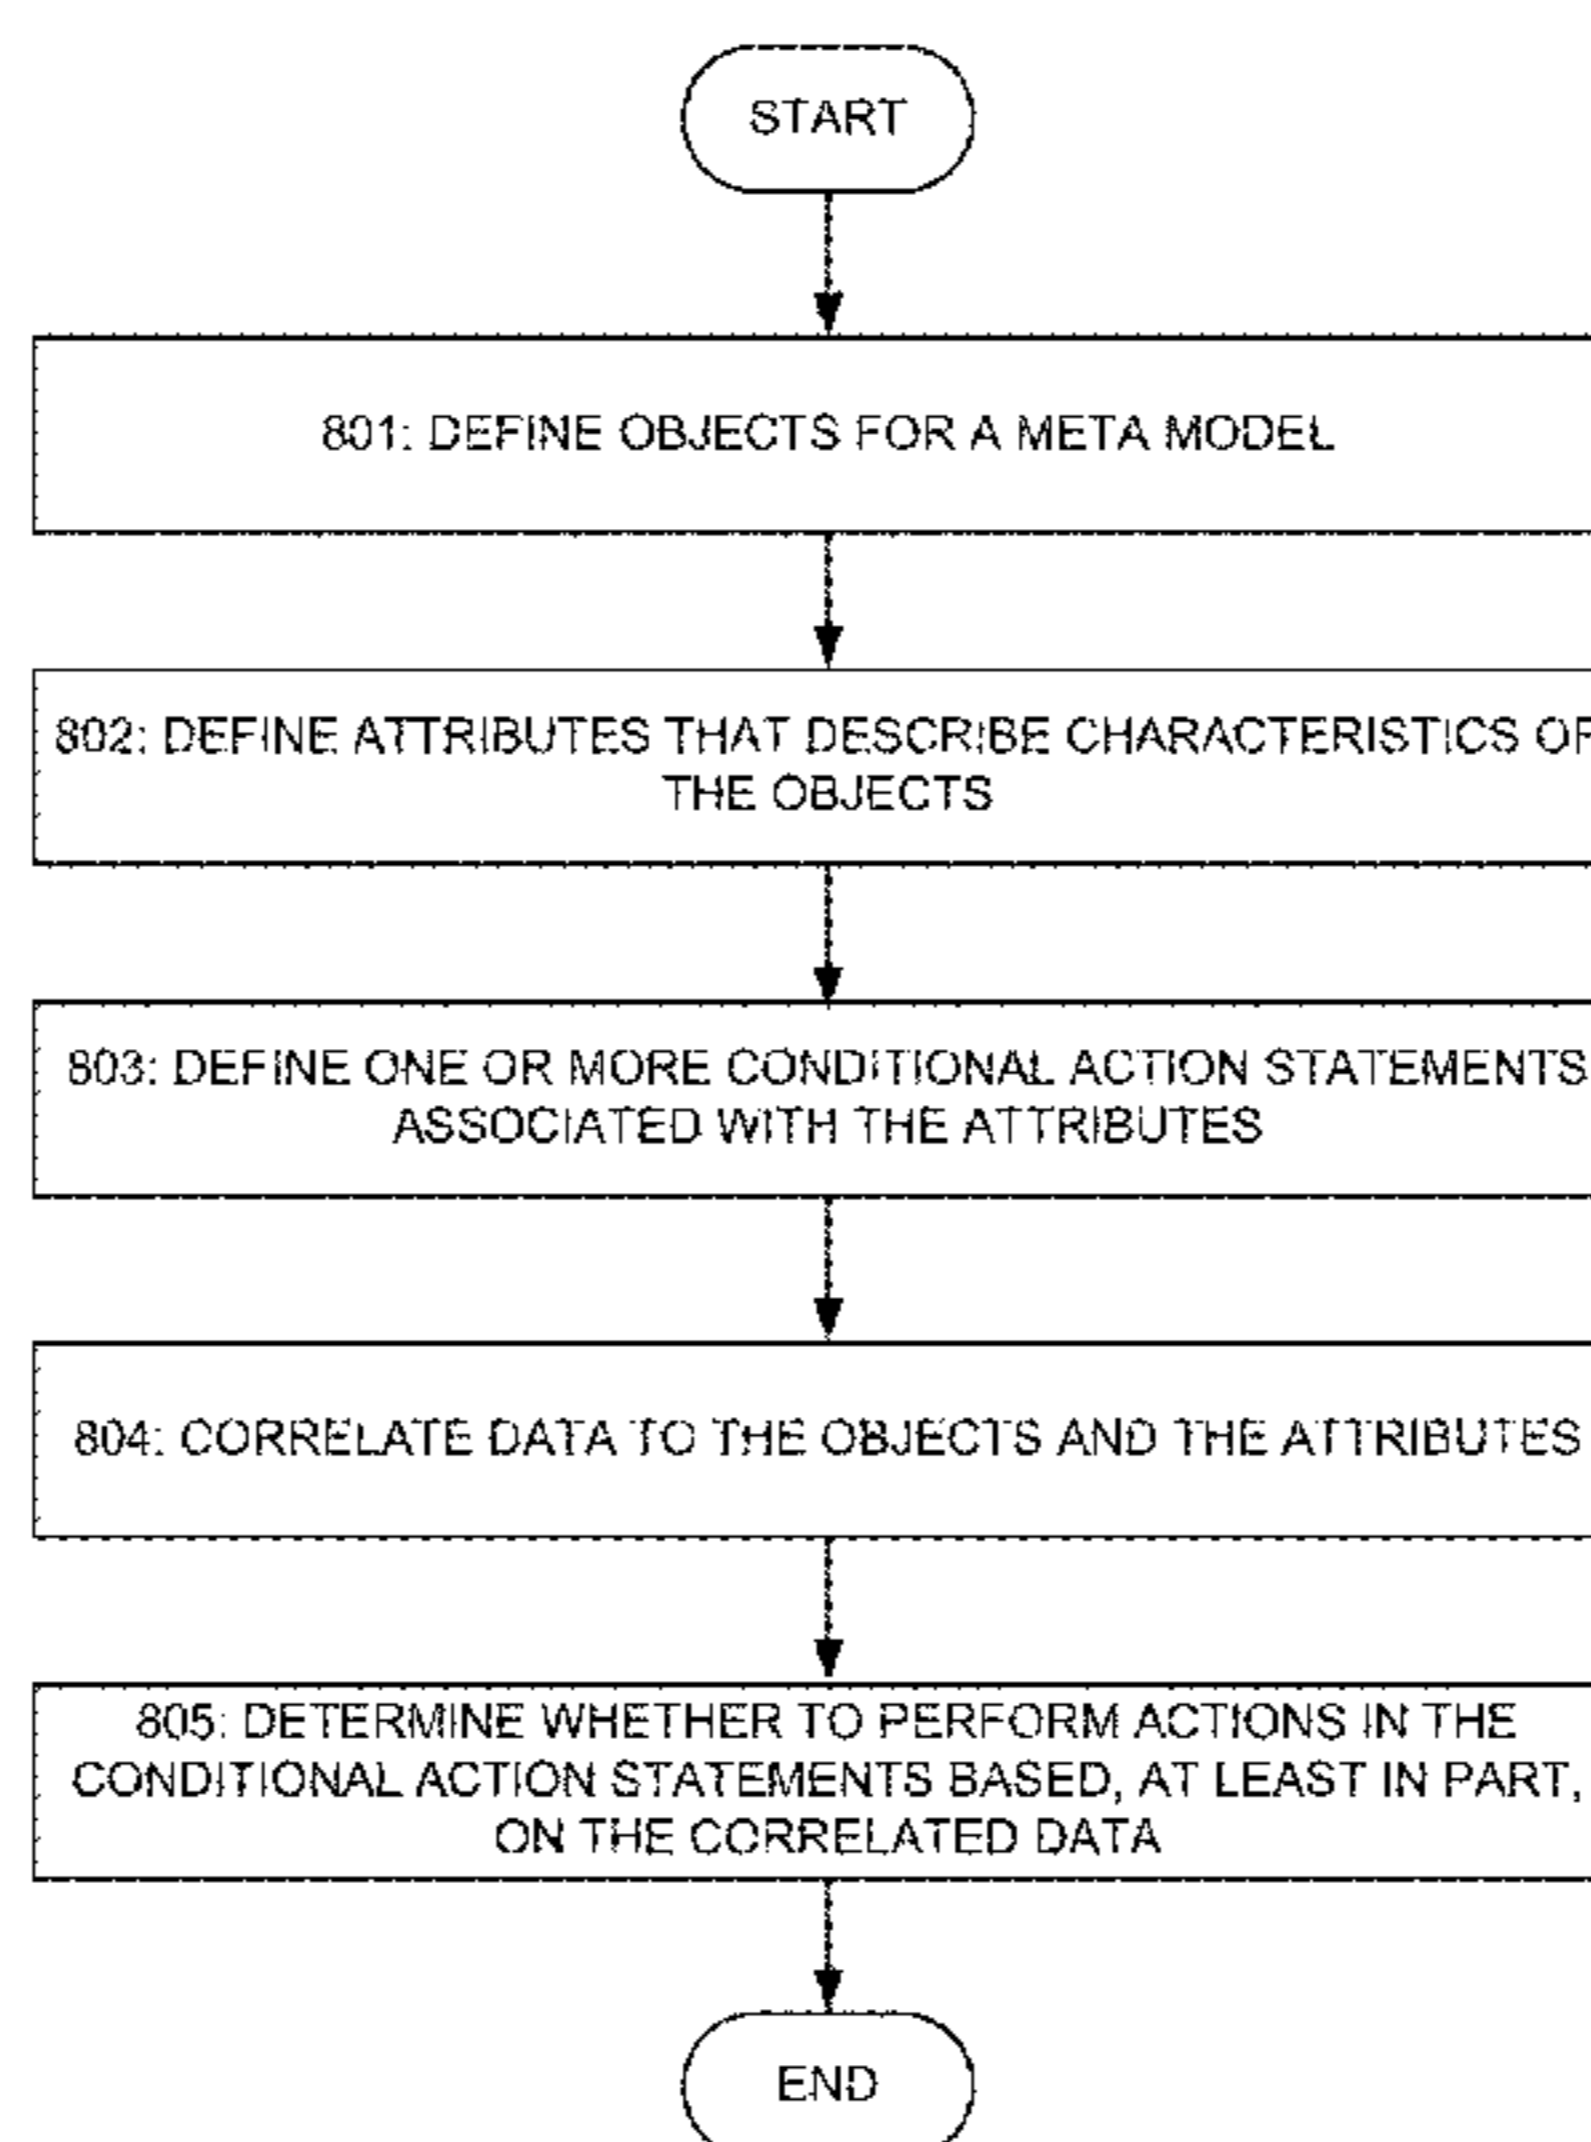 START
801: DEFINE OBJECTS FOR A META MODEL
802: DEFINE ATTRIBUTES THAT DESCRIBE CHARACTERISTICS OF
THE OBJECTS
803: DEFINE ONE OR MORE CONDITIONAL ACTION STATEMENTS
ASSOCIATED WITH THE ATTRIBUTES
804: CORRELATE DATA TO THE OBJECTS AND THE ATTRIBUTES
805: DETERMINE WHETHER TO PERFORM ACTIONS IN THE
CONDITIONAL ACTION STATEMENTS BASED, AT LEAST IN PART,
ON THE CORRELATED DATA
END